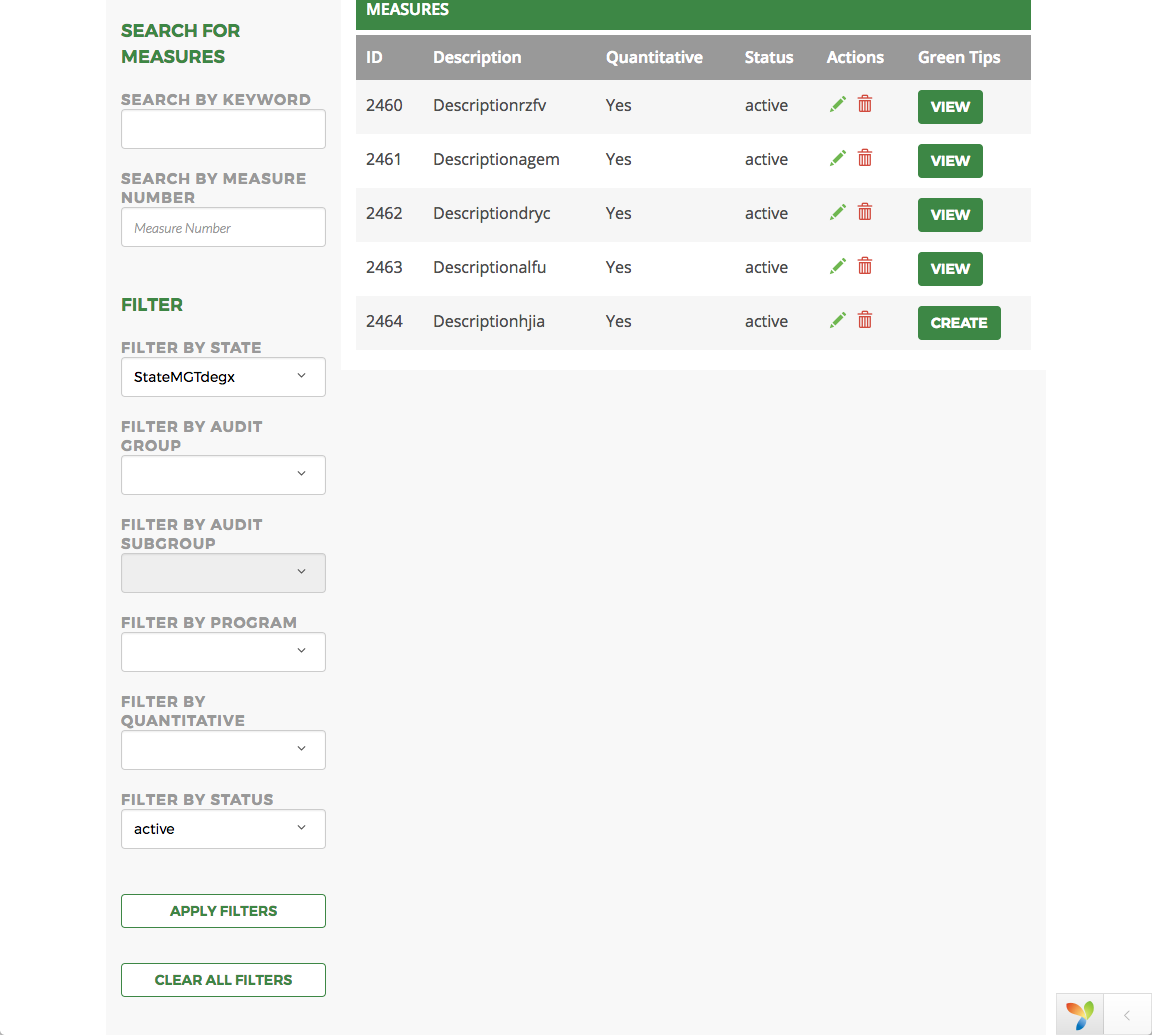 SEARCH FOR
MEASURES
SEARCH BY KEYWORD
SEARCH BY MEASURE
NUMBER
Measure Number
FILTER
FILTER BY STATE
StateMGTdegx
FILTER BY AUDIT
GROUP
FILTER BY AUDIT
SUBGROUP
FILTER BY PROGRAM
FILTER BY
QUANTITATIVE
FILTER BY STATUS
active
APPLY FILTERS
CLEAR ALL FILTERS
MEASURES
ID Description Quantitative Status Actions Green Tips
2460 Descriptionrzfv Yes active VIEW
2461 Descriptionagem Yes active VIEW
2462 Descriptiondryc Yes active VIEW
2463 Descriptionalfu Yes active VIEW
2464 Descriptionhjia Yes active CREATE